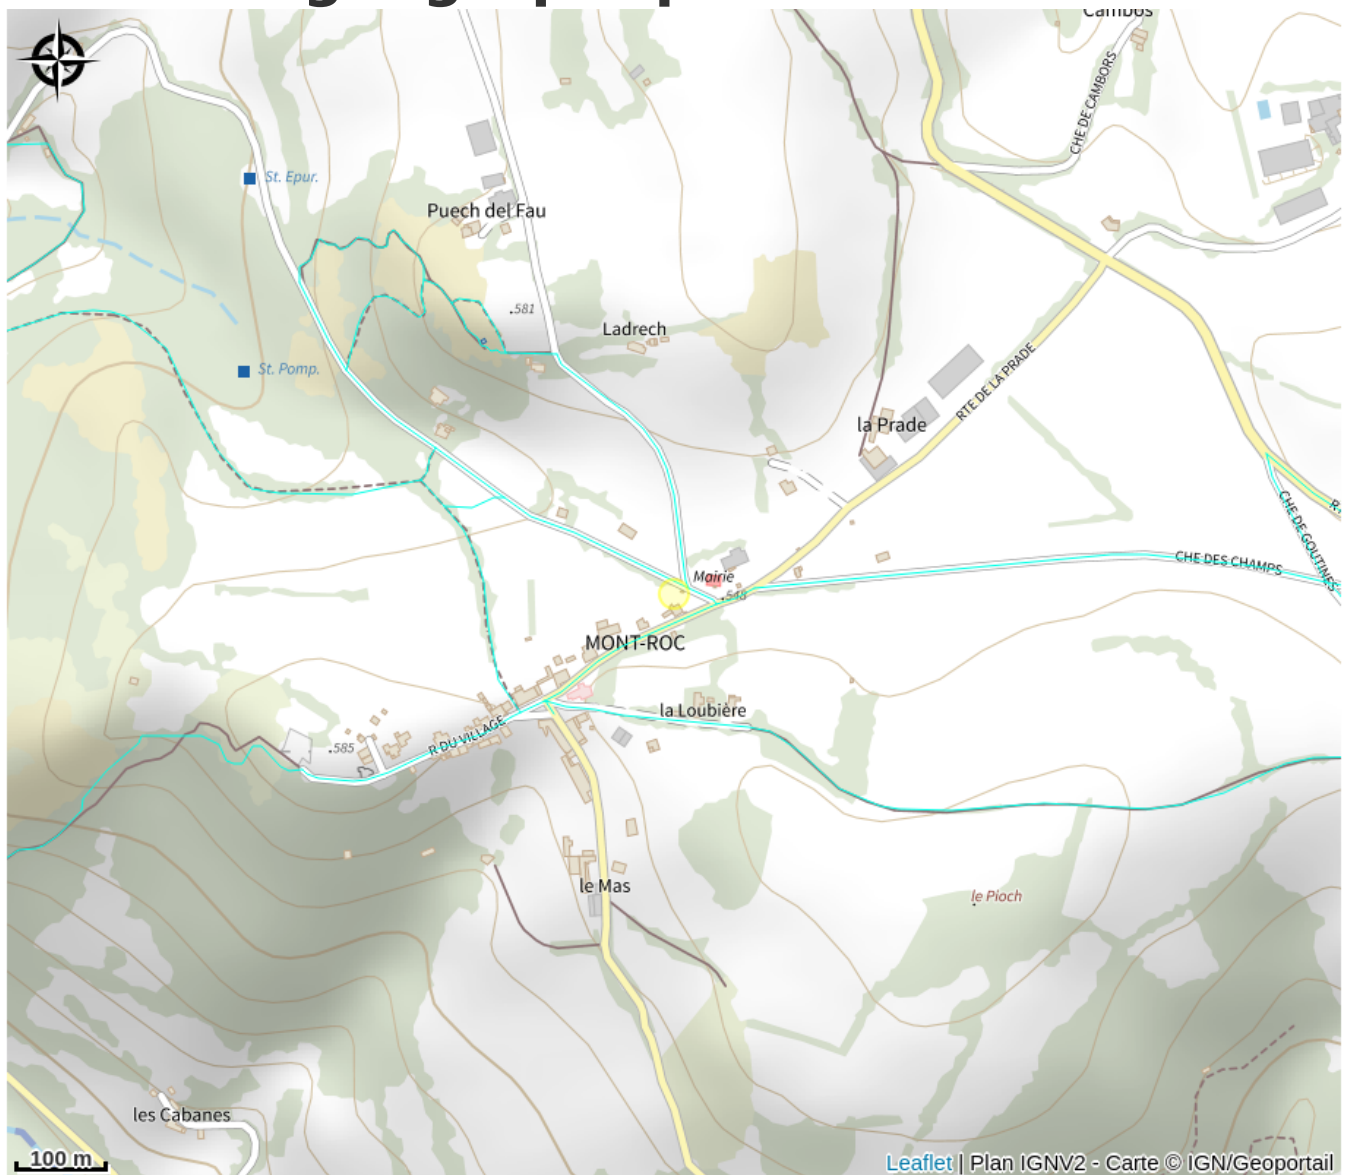 Cambos
CHE DE CAMBORS
St. Epur.
Puech del Fau
.581
Ladrech
St. Pomp.
RTE DE LA PRADE
la Prade
R.
CHE DE GOUTINES
CHE DES CHAMPS
Mairie
.548
MONT-ROC
la Loubière
R DU VILLAGE
.585
le Mas
le Pioch
les Cabanes
100 m
Leaflet | Plan IGNV2 - Carte © IGN/Geoportail